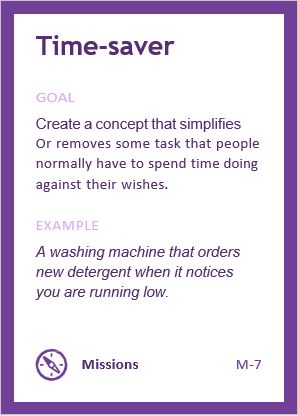 Time-saver
GOAL
Create a concept that simplifies
Or removes some task that people
normally have to spend time doing
against their wishes.
EXAMPLE
A washing machine that orders
new detergent when it notices
you are running low.
Missions M-7